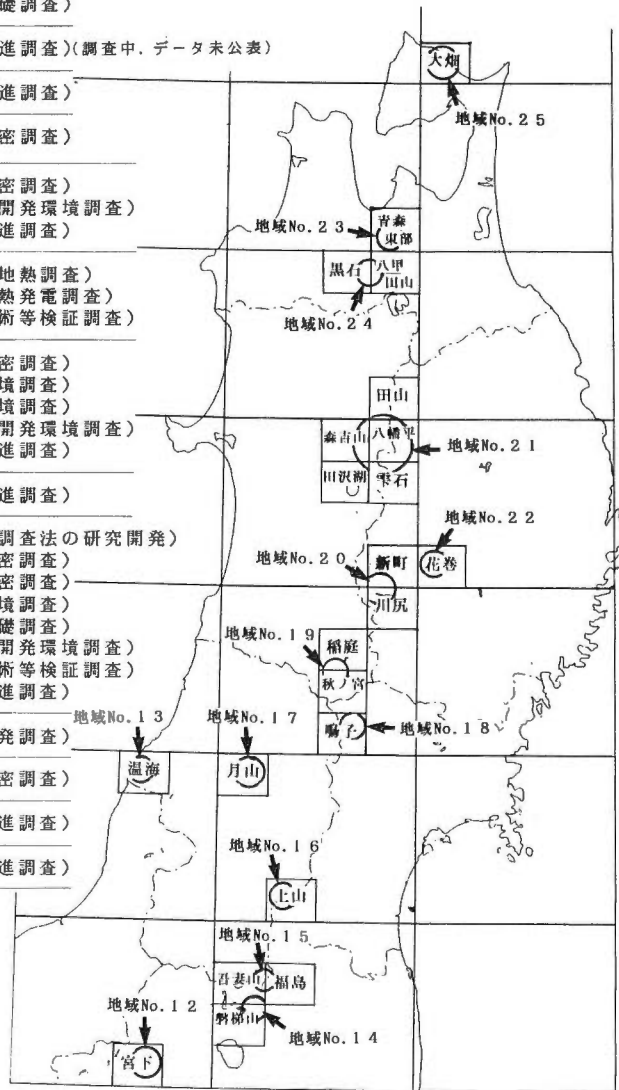 礎調査)
進調査)(調査中,データ未公表)
進調査)
密調査)
密調査)
開発環境調査)
進調査)
地熱調査)
熱発電調査)
術等検証調査)
密調査)
境調査)
境調査)
開発環境調査)
進調査)
進調査)
調査法の研究開発)
密調査)
密調査)
境調査)
礎調査)
開発環境調査)
術等検証調査)
進調査)
発調査)
密調査)
進調査)
進調査)
大畑
地域No.25
地域No.23
青森
東部
黒石
八甲
田山
地域No.24
田山
森吉山
八幡平
地域No.21
田沢湖
雫石
地域No.22
地域No.20
新町
花巻
川尻
地域No.19
稲庭
秋ノ宮
鳴子
地域No.18
地域No.13
地域No.17
温海
月山
地域No.16
上山
地域No.15
吾妻山
福島
地域No.12
磐梯山
地域No.14
宮下